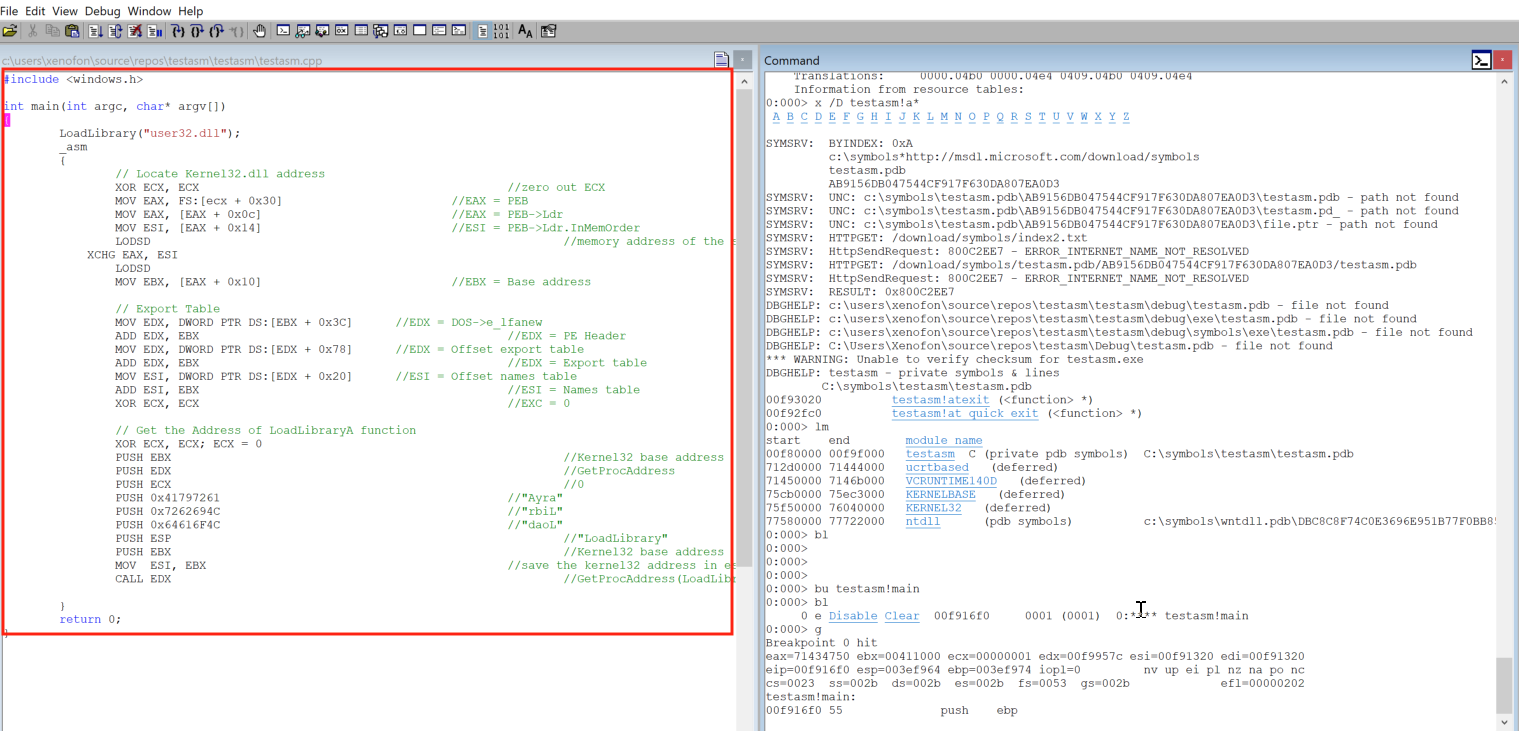 File Edit View Debug Window Help
c:\users\xenofon\source\repos\testasm\testasm\testasm.cpp
#include <windows.h>
int main(int argc, char* argv[])
{
LoadLibrary("user32.dll");
_asm
{
// Locate Kernel32.dll address
XOR ECX, ECX //zero out ECX
MOV EAX, FS:[ecx + 0x30] //EAX = PEB
MOV EAX, [EAX + 0x0c] //EAX = PEB->Ldr
MOV ESI, [EAX + 0x14] //ESI = PEB->Ldr.InMemOrder
LODSD //memory address of the
XCHG EAX, ESI
LODSD
MOV EBX, [EAX + 0x10] //EBX = Base address
// Export Table
MOV EDX, DWORD PTR DS:[EBX + 0x3C] //EDX = DOS->e_lfanew
ADD EDX, EBX //EDX = PE Header
MOV EDX, DWORD PTR DS:[EDX + 0x78] //EDX = Offset export table
ADD EDX, EBX //EDX = Export table
MOV ESI, DWORD PTR DS:[EDX + 0x20] //ESI = Offset names table
ADD ESI, EBX //ESI = Names table
XOR ECX, ECX //EXC = 0
// Get the Address of LoadLibraryA function
XOR ECX, ECX; ECX = 0
PUSH EBX //Kernel32 base address
PUSH EDX //GetProcAddress
PUSH ECX //0
PUSH 0x41797261 //"Ayra"
PUSH 0x7262694C //"rbiL"
PUSH 0x64616F4C //"daoL"
PUSH ESP //"LoadLibrary"
PUSH EBX //Kernel32 base address
MOV ESI, EBX //save the kernel32 address in
CALL EDX //GetProcAddress(LoadLib
}
return 0;
}
Command
Translations: 0000.04b0 0000.04e4 0409.04b0 0409.04e4
Information from resource tables:
0:000> x /D testasm!a*
A B C D E F G H I J K L M N O P Q R S T U V W X Y Z
SYMSRV: BYINDEX: 0xA
c:\symbols*http://msdl.microsoft.com/download/symbols
testasm.pdb
AB9156DB047544CF917F630DA807EA0D3
SYMSRV: UNC: c:\symbols\testasm.pdb\AB9156DB047544CF917F630DA807EA0D3\testasm.pdb - path not found
SYMSRV: UNC: c:\symbols\testasm.pdb\AB9156DB047544CF917F630DA807EA0D3\testasm.pd_ - path not found
SYMSRV: UNC: c:\symbols\testasm.pdb\AB9156DB047544CF917F630DA807EA0D3\file.ptr - path not found
SYMSRV: HTTPGET: /download/symbols/index2.txt
SYMSRV: HttpSendRequest: 800C2EE7 - ERROR_INTERNET_NAME_NOT_RESOLVED
SYMSRV: HTTPGET: /download/symbols/testasm.pdb/AB9156DB047544CF917F630DA807EA0D3/testasm.pdb
SYMSRV: HttpSendRequest: 800C2EE7 - ERROR_INTERNET_NAME_NOT_RESOLVED
SYMSRV: RESULT: 0x800C2EE7
DBGHELP: c:\users\xenofon\source\repos\testasm\testasm\debug\testasm.pdb - file not found
DBGHELP: c:\users\xenofon\source\repos\testasm\testasm\debug\exe\testasm.pdb - file not found
DBGHELP: c:\users\xenofon\source\repos\testasm\testasm\debug\symbols\exe\testasm.pdb - file not found
DBGHELP: C:\Users\Xenofon\source\repos\testasm\Debug\testasm.pdb - file not found
*** WARNING: Unable to verify checksum for testasm.exe
DBGHELP: testasm - private symbols & lines
C:\symbols\testasm\testasm.pdb
00f93020 testasm!atexit (<function> *)
00f92fc0 testasm!at_quick_exit (<function> *)
0:000> lm
start end module name
00f80000 00f9f000 testasm C (private pdb symbols) C:\symbols\testasm\testasm.pdb
712d0000 71444000 ucrtbased (deferred)
71450000 7146b000 VCRUNTIME140D (deferred)
75cb0000 75ec3000 KERNELBASE (deferred)
75f50000 76040000 KERNEL32 (deferred)
77580000 77722000 ntdll (pdb symbols) c:\symbols\wntdll.pdb\DBC8C8F74C0E3696E951B77F0BB8
0:000> bl
0:000>
0:000>
0:000>
0:000> bu testasm!main
0:000> bl
0 e Disable Clear 00f916f0 0001 (0001) 0:**** testasm!main
0:000> g
Breakpoint 0 hit
eax=71434750 ebx=00411000 ecx=00000001 edx=00f9957c esi=00f91320 edi=00f91320
eip=00f916f0 esp=003ef964 ebp=003ef974 iopl=0 nv up ei pl nz na po nc
cs=0023 ss=002b ds=002b es=002b fs=0053 gs=002b efl=00000202
testasm!main:
00f916f0 55 push ebp